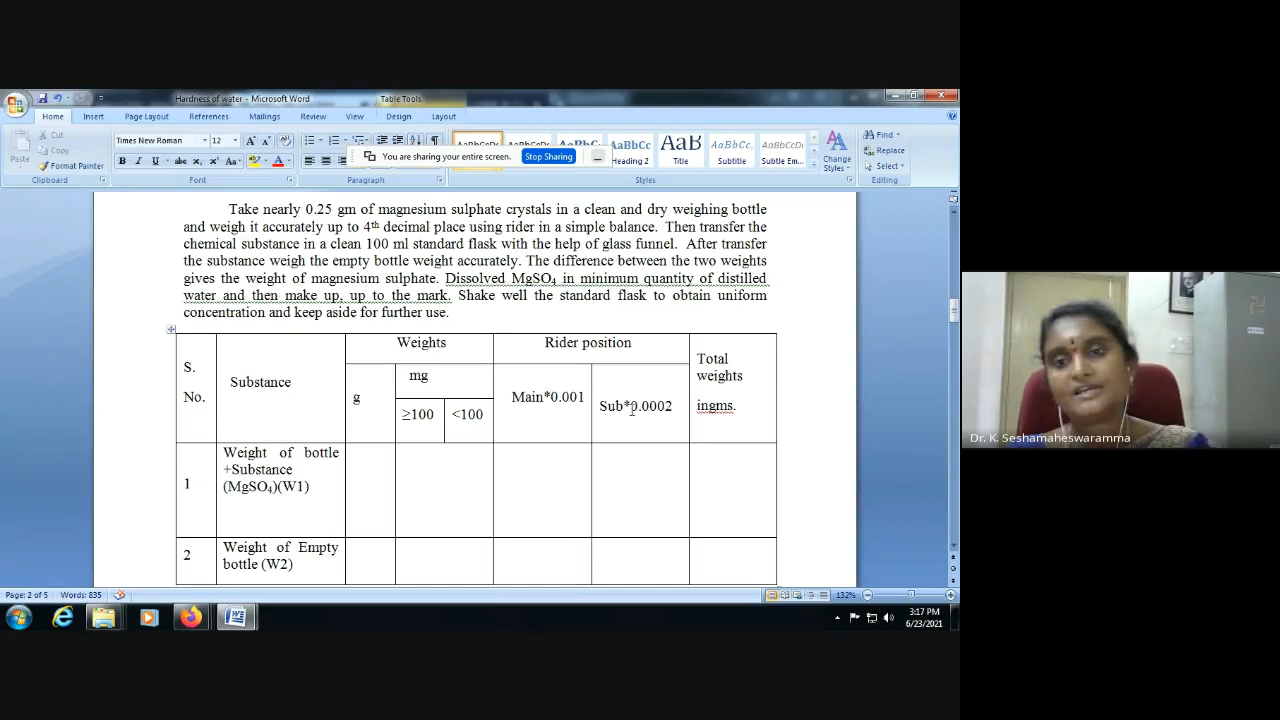 Hardness of water - Microsoft Word
Table Tools
Home
Insert
Page Layout
References
Mailings
Review
View
Design
Layout
Paste
Cut
Copy
Format Painter
Clipboard
Times New Roman
12
Font
Paragraph
You are sharing your entire screen.
Stop Sharing
Heading 2
Title
Subtitle
Subtle Em...
Change Styles
Styles
Find
Replace
Select
Editing
Take nearly 0.25 gm of magnesium sulphate crystals in a clean and dry weighing bottle
and weigh it accurately up to 4th decimal place using rider in a simple balance. Then transfer the
chemical substance in a clean 100 ml standard flask with the help of glass funnel. After transfer
the substance weigh the empty bottle weight accurately. The difference between the two weights
gives the weight of magnesium sulphate. Dissolved MgSO₄ in minimum quantity of distilled
water and then make up, up to the mark. Shake well the standard flask to obtain uniform
concentration and keep aside for further use.
S. No.
Substance
Weights
g
mg
≥100
<100
Rider position
Main*0.001
Sub*0.0002
Total
weights
ingms.
1
Weight of bottle
+Substance
(MgSO₄)(W1)
2
Weight of Empty
bottle (W2)
Page: 2 of 5
Words: 835
132%
3:17 PM
6/23/2021
Dr. K. Seshamaheswaramma